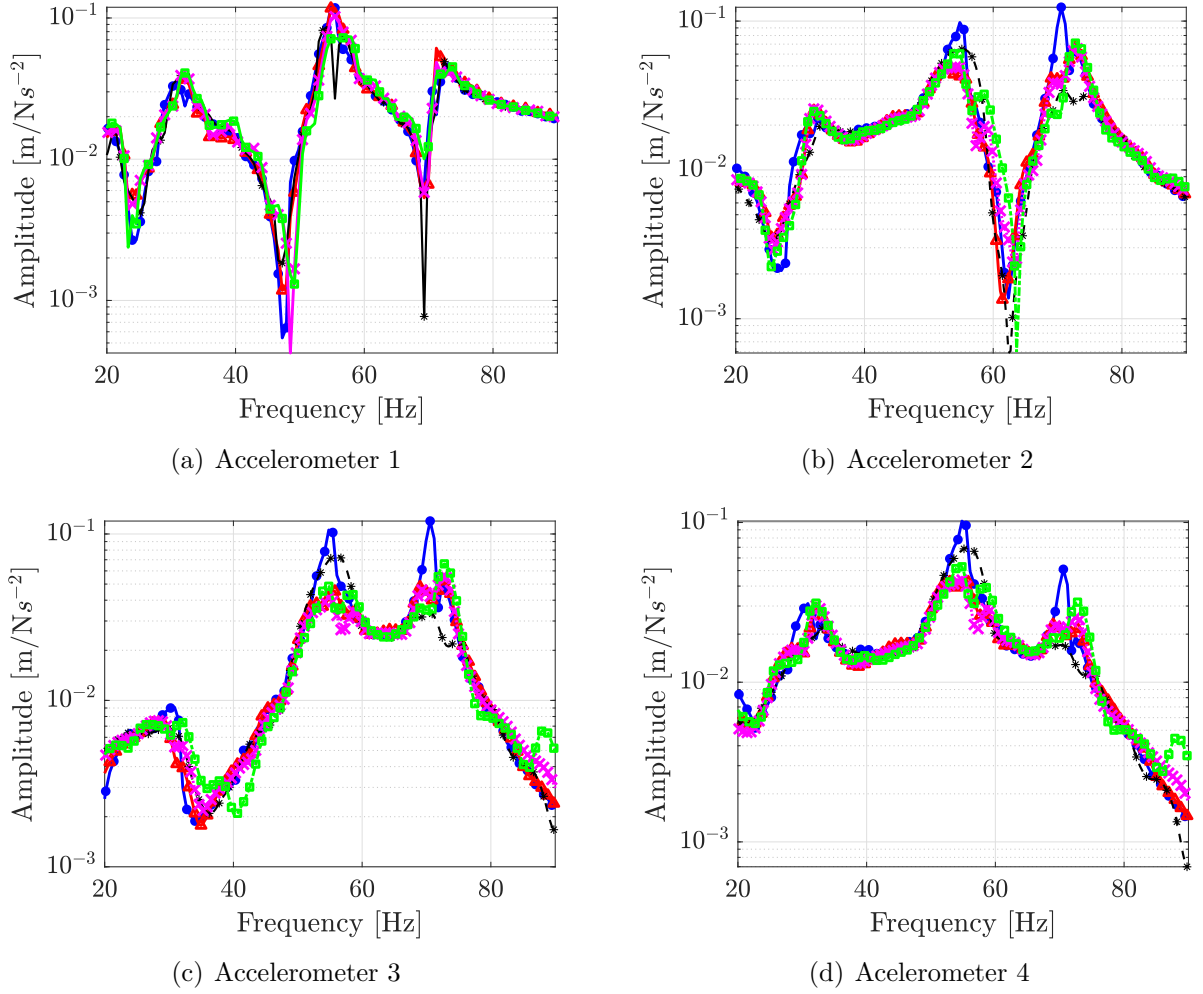 10⁻¹
10⁻²
10⁻³
Amplitude [m/Ns⁻²]
20 40 60 80
Frequency [Hz]
(a) Accelerometer 1
10⁻¹
10⁻²
10⁻³
Amplitude [m/Ns⁻²]
20 40 60 80
Frequency [Hz]
(b) Accelerometer 2
10⁻¹
10⁻²
10⁻³
Amplitude [m/Ns⁻²]
20 40 60 80
Frequency [Hz]
(c) Accelerometer 3
10⁻¹
10⁻²
10⁻³
Amplitude [m/Ns⁻²]
20 40 60 80
Frequency [Hz]
(d) Acelerometer 4